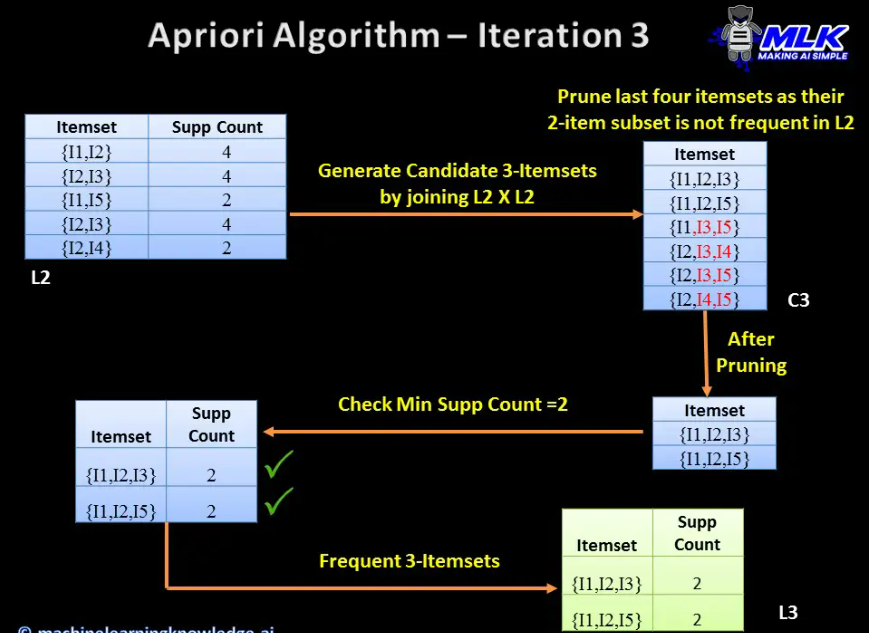 Apriori Algorithm – Iteration 3
MLK
MAKING AI SIMPLE
Prune last four itemsets as their
2-item subset is not frequent in L2
Itemset Supp Count
{I1,I2} 4
{I2,I3} 4
{I1,I5} 2
{I2,I3} 4
{I2,I4} 2
L2
Generate Candidate 3-Itemsets
by joining L2 X L2
Itemset
{I1,I2,I3}
{I1,I2,I5}
{I1,I3,I5}
{I2,I3,I4}
{I2,I3,I5}
{I2,I4,I5}
C3
After
Pruning
Itemset
{I1,I2,I3}
{I1,I2,I5}
Check Min Supp Count =2
Itemset Supp Count
{I1,I2,I3} 2
{I1,I2,I5} 2
Frequent 3-Itemsets
Itemset Supp Count
{I1,I2,I3} 2
{I1,I2,I5} 2
L3
© machinelearningknowledge.ai